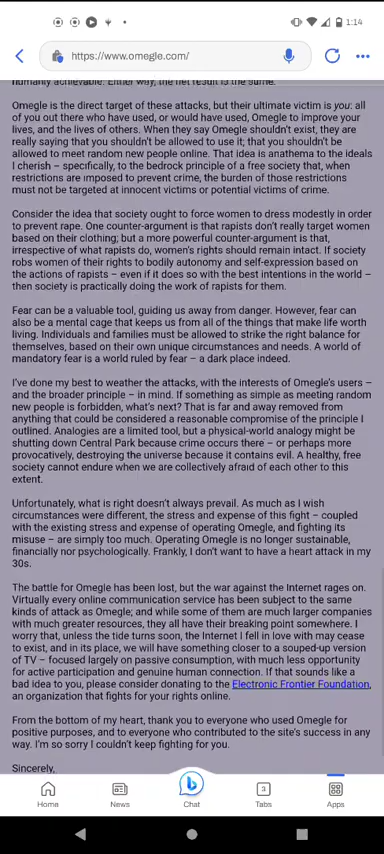 1:14
https://www.omegle.com/
humanly achievable. Either way, the net result is the same.
Omegle is the direct target of these attacks, but their ultimate victim is you: all
of you out there who have used, or would have used, Omegle to improve your
lives, and the lives of others. When they say Omegle shouldn’t exist, they are
really saying that you shouldn’t be allowed to use it; that you shouldn’t be
allowed to meet random new people online. That idea is anathema to the ideals
I cherish – specifically, to the bedrock principle of a free society that, when
restrictions are imposed to prevent crime, the burden of those restrictions
must not be targeted at innocent victims or potential victims of crime.
Consider the idea that society ought to force women to dress modestly in order
to prevent rape. One counter-argument is that rapists don’t really target women
based on their clothing; but a more powerful counter-argument is that,
irrespective of what rapists do, women’s rights should remain intact. If society
robs women of their rights to bodily autonomy and self-expression based on
the actions of rapists – even if it does so with the best intentions in the world –
then society is practically doing the work of rapists for them.
Fear can be a valuable tool, guiding us away from danger. However, fear can
also be a mental cage that keeps us from all of the things that make life worth
living. Individuals and families must be allowed to strike the right balance for
themselves, based on their own unique circumstances and needs. A world of
mandatory fear is a world ruled by fear – a dark place indeed.
I’ve done my best to weather the attacks, with the interests of Omegle’s users –
and the broader principle – in mind. If something as simple as meeting random
new people is forbidden, what’s next? That is far and away removed from
anything that could be considered a reasonable compromise of the principle I
outlined. Analogies are a limited tool, but a physical-world analogy might be
shutting down Central Park because crime occurs there – or perhaps more
provocatively, destroying the universe because it contains evil. A healthy, free
society cannot endure when we are collectively afraid of each other to this
extent.
Unfortunately, what is right doesn’t always prevail. As much as I wish
circumstances were different, the stress and expense of this fight – coupled
with the existing stress and expense of operating Omegle, and fighting its
misuse – are simply too much. Operating Omegle is no longer sustainable,
financially nor psychologically. Frankly, I don’t want to have a heart attack in my
30s.
The battle for Omegle has been lost, but the war against the Internet rages on.
Virtually every online communication service has been subject to the same
kinds of attack as Omegle; and while some of them are much larger companies
with much greater resources, they all have their breaking point somewhere. I
worry that, unless the tide turns soon, the Internet I fell in love with may cease
to exist, and in its place, we will have something closer to a souped-up version
of TV – focused largely on passive consumption, with much less opportunity
for active participation and genuine human connection. If that sounds like a
bad idea to you, please consider donating to the Electronic Frontier Foundation,
an organization that fights for your rights online.
From the bottom of my heart, thank you to everyone who used Omegle for
positive purposes, and to everyone who contributed to the site’s success in any
way. I’m so sorry I couldn’t keep fighting for you.
Sincerely,
Home News Chat 3 Tabs Apps